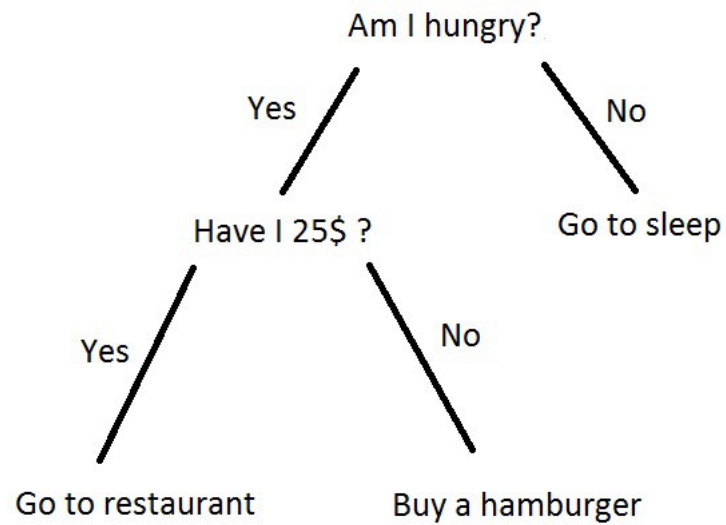 Am I hungry?
Yes
No
Have I 25$ ?
Go to sleep
Yes
No
Go to restaurant
Buy a hamburger